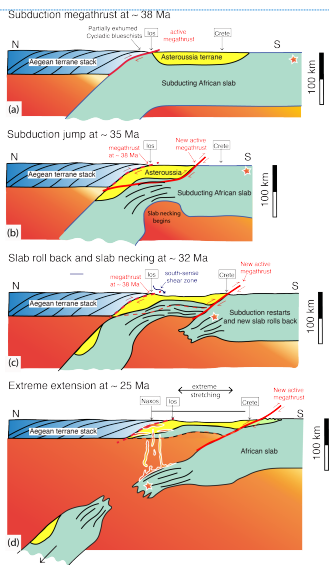 Subduction megathrust at ~ 38 Ma
N
Partially exhumed
Cycladic blueschists
Ios
active
megathrust
Crete
S
Aegean terrane stack
Asteroussia terrane
Subducting African slab
100 km
(a)
Subduction jump at ~ 35 Ma
N
megathrust
at ~ 38 Ma
Ios
New active
megathrust
S
Aegean terrane stack
Asteroussia
Subducting African slab
Slab necking
begins
100 km
(b)
Slab roll back and slab necking at ~ 32 Ma
N
megathrust
at ~ 38 Ma
Ios
south-sense
shear zone
Crete
New active
megathrust
S
Subduction restarts
and new slab rolls back
100 km
(c)
Extreme extension at ~ 25 Ma
N
Naxos
Ios
extreme
stretching
Crete
New active
megathrust
S
Aegean terrane stack
African slab
100 km
(d)